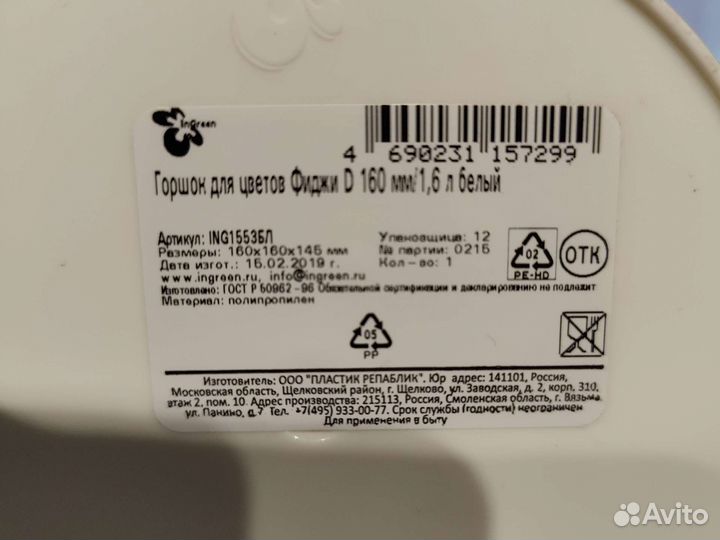 InGreen
4 690231 157299
Горшок для цветов Фиджи D 160 мм/1,6 л белый
Артикул: ING1553БЛ
Размеры: 160х160х145 мм
Дата изгот.: 15.02.2019 г.
www.ingreen.ru, info@ingreen.ru
Упаковщица: 12
№ партии: 0215
Кол-во: 1
02
PE-HD
ОТК
Изготовлено: ГОСТ Р 50962-96 Обязательной сертификации и декларированию не подлежит
Материал: полипропилен
05
PP
Изготовитель: ООО "ПЛАСТИК РЕПАБЛИК". Юр адрес: 141101, Россия,
Московская область, Щелковский район, г. Щелково, ул. Заводская, д. 2, корп. 310,
этаж 2, пом. 10. Адрес производства: 215113, Россия, Смоленская область, г. Вязьма,
ул. Панино, д.7 Тел. +7(495) 933-00-77. Срок службы (годности) неограничен
Для применения в быту
Avito